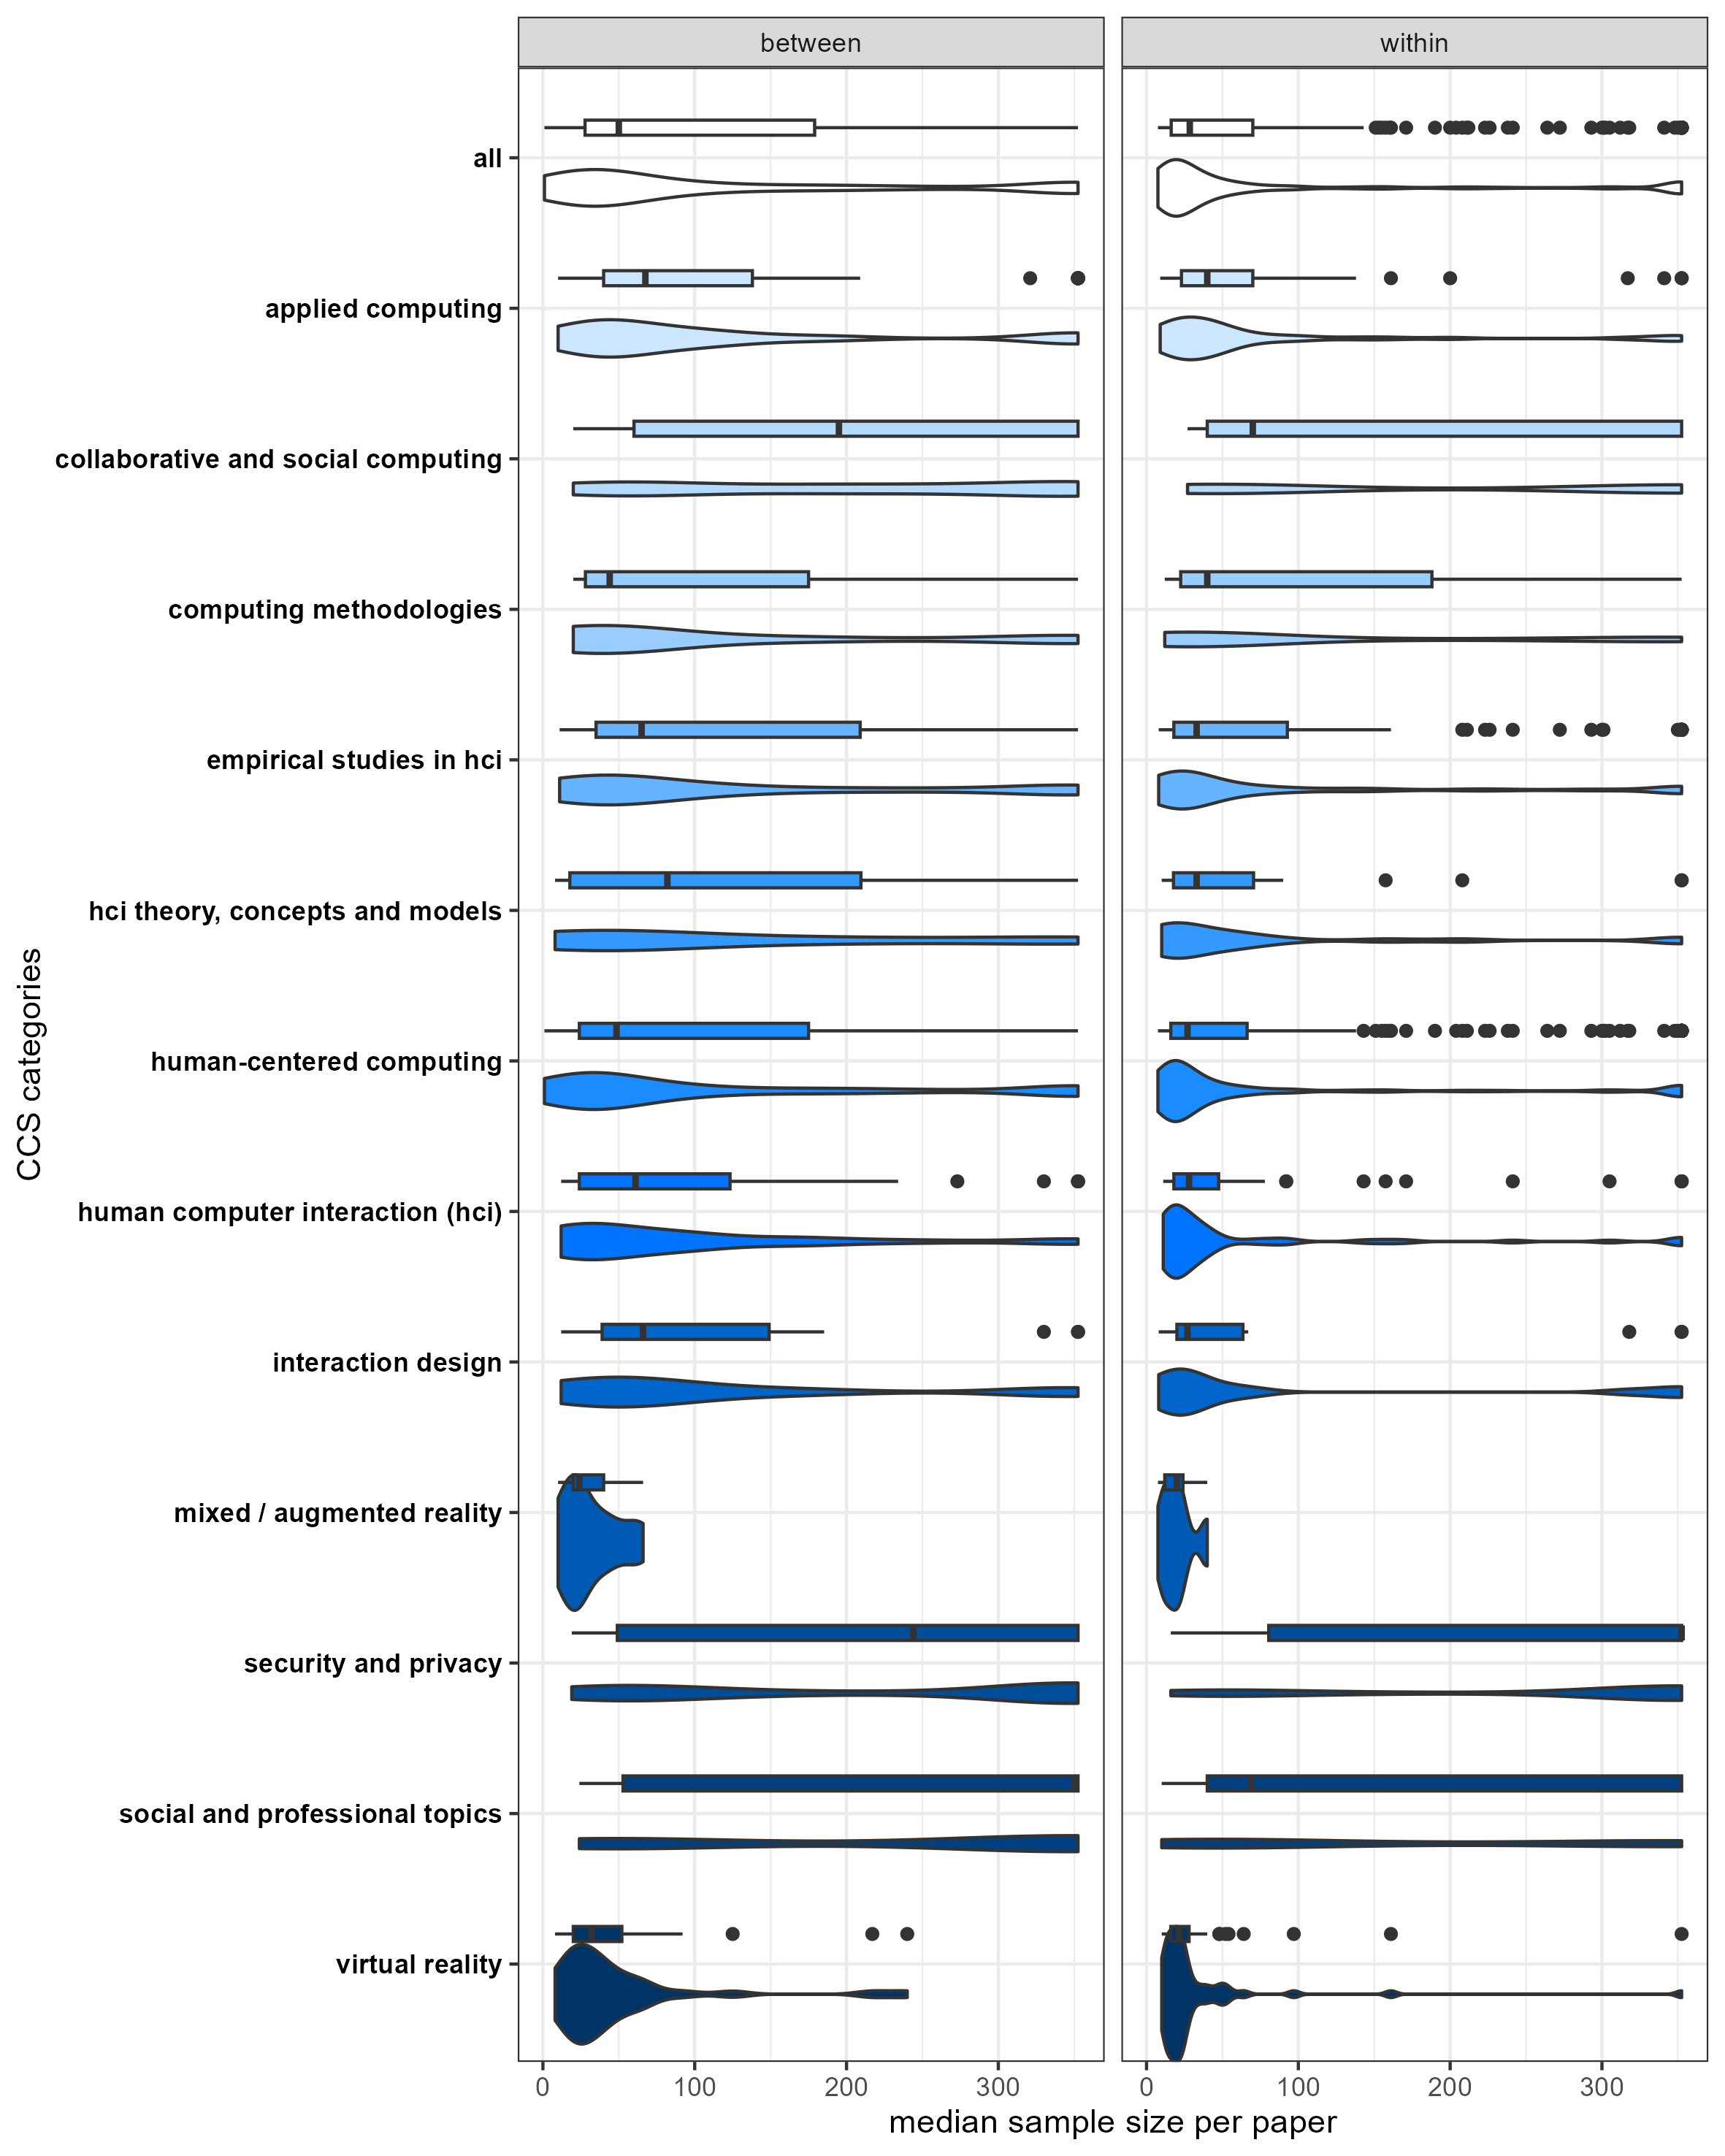 between
within
all
applied computing
collaborative and social computing
computing methodologies
empirical studies in hci
hci theory, concepts and models
human-centered computing
human computer interaction (hci)
interaction design
mixed / augmented reality
security and privacy
social and professional topics
virtual reality
CCS categories
0 100 200 300
0 100 200 300
median sample size per paper